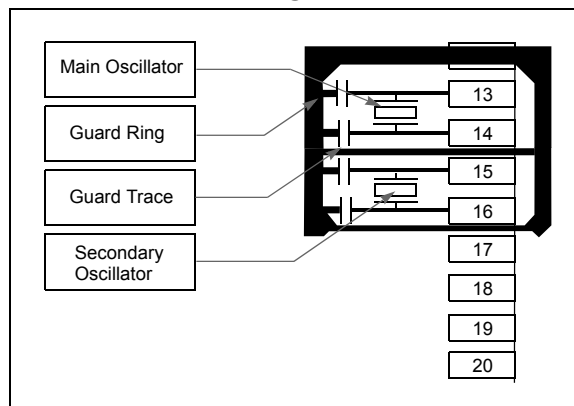 Main Oscillator
Guard Ring
Guard Trace
Secondary
Oscillator
13
14
15
16
17
18
19
20